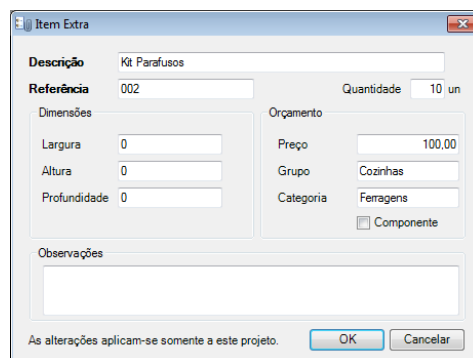 Item Extra
Descrição Kit Parafusos
Referência 002 Quantidade 10 un
Dimensões Orçamento
Largura 0 Preço 100,00
Altura 0 Grupo Cozinhas
Profundidade 0 Categoria Ferragens
Componente
Observações
As alterações aplicam-se somente a este projeto. OK Cancelar